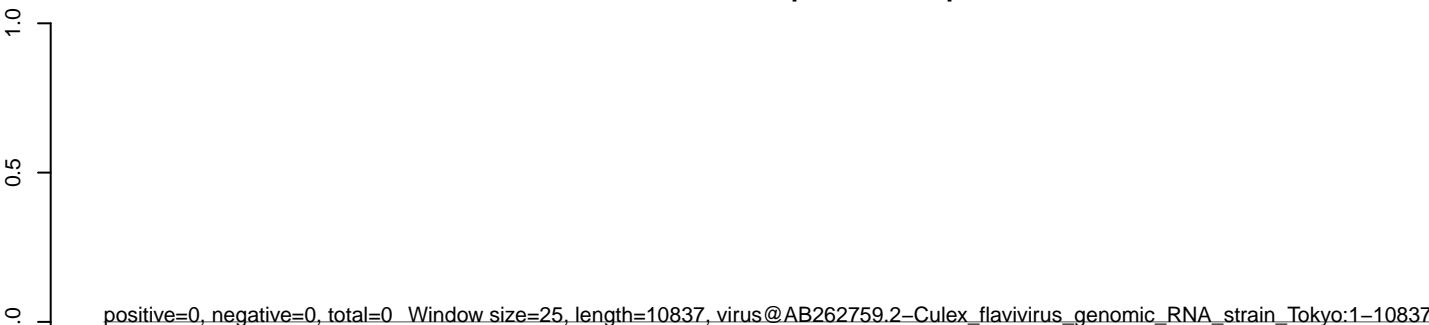 1.0
0.5
.0
positive=0, negative=0, total=0 Window size=25, length=10837, virus@AB262759.2−Culex_flavivirus_genomic_RNA_strain_Tokyo:1−10837